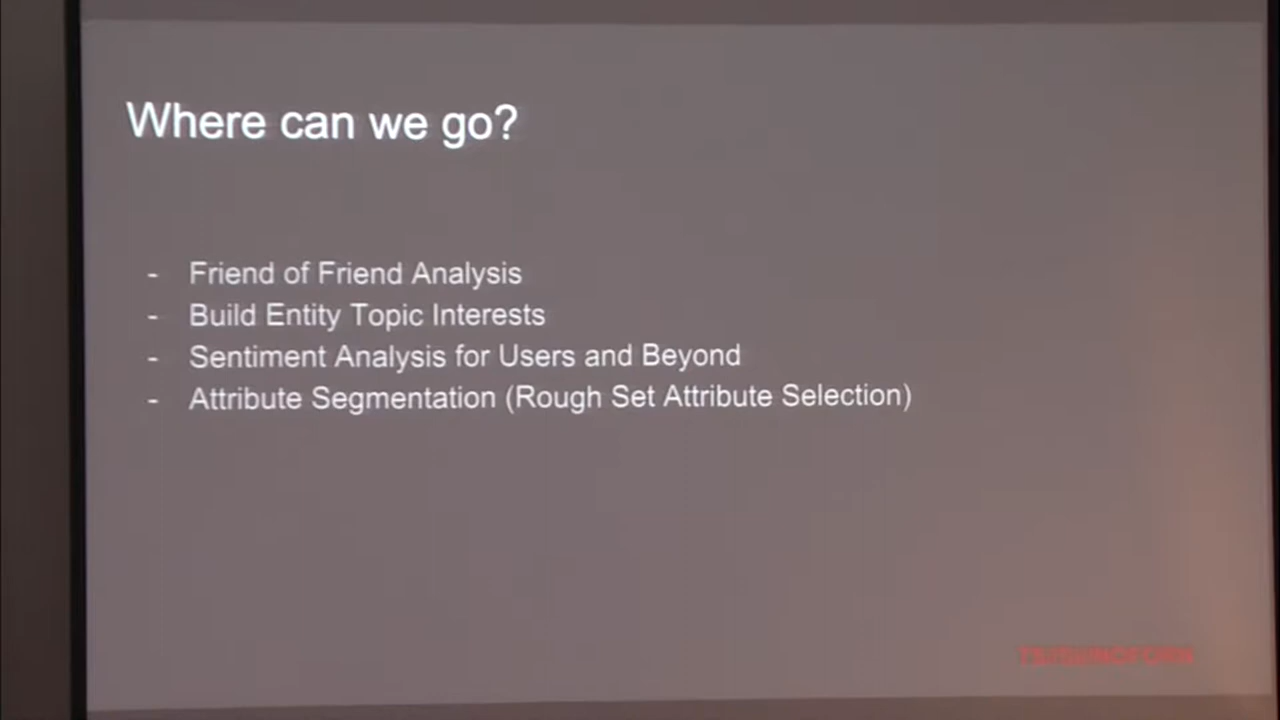 Where can we go?
- Friend of Friend Analysis
- Build Entity Topic Interests
- Sentiment Analysis for Users and Beyond
- Attribute Segmentation (Rough Set Attribute Selection)